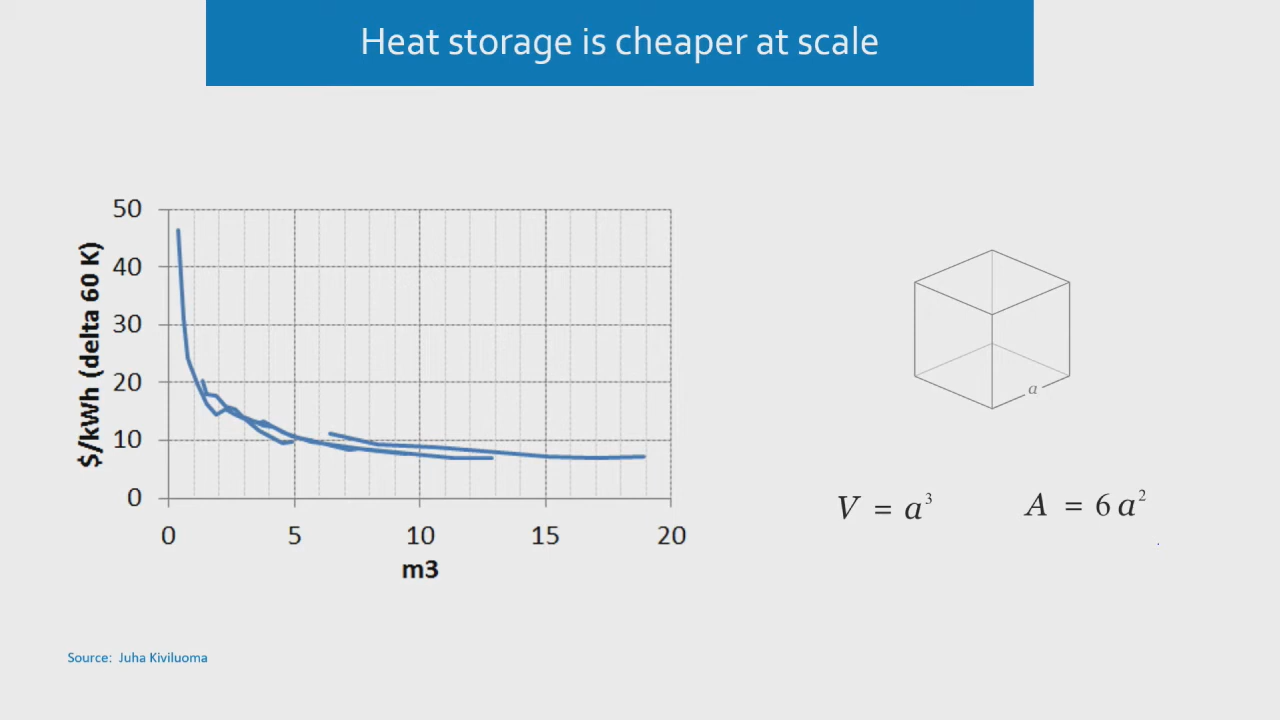 Heat storage is cheaper at scale
$/kWh (delta 60 K)
50
40
30
20
10
0
0 5 10 15 20
m3
a
V = a³ A = 6 a²
Source: Juha Kiviluoma